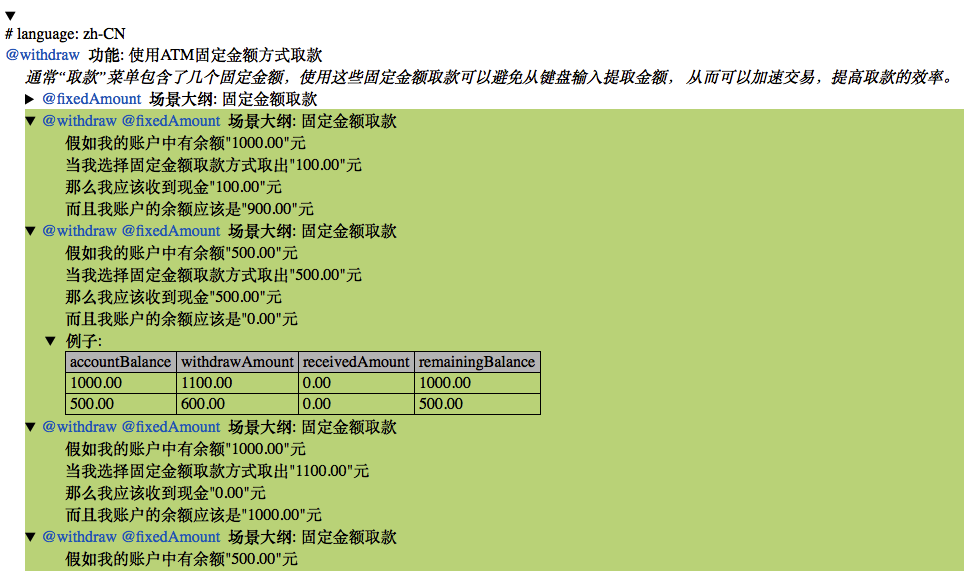 # language: zh-CN
@withdraw 功能: 使用ATM固定金额方式取款
通常“取款”菜单包含了几个固定金额，使用这些固定金额取款可以避免从键盘输入提取金额， 从而可以加速交易，提高取款的效率。
@fixedAmount 场景大纲: 固定金额取款
@withdraw @fixedAmount 场景大纲: 固定金额取款
假如我的账户中有余额"1000.00"元
当我选择固定金额取款方式取出"100.00"元
那么我应该收到现金"100.00"元
而且我账户的余额应该是"900.00"元
@withdraw @fixedAmount 场景大纲: 固定金额取款
假如我的账户中有余额"500.00"元
当我选择固定金额取款方式取出"500.00"元
那么我应该收到现金"500.00"元
而且我账户的余额应该是"0.00"元
例子:
accountBalance withdrawAmount receivedAmount remainingBalance
1000.00 1100.00 0.00 1000.00
500.00 600.00 0.00 500.00
@withdraw @fixedAmount 场景大纲: 固定金额取款
假如我的账户中有余额"1000.00"元
当我选择固定金额取款方式取出"1100.00"元
那么我应该收到现金"0.00"元
而且我账户的余额应该是"1000.00"元
@withdraw @fixedAmount 场景大纲: 固定金额取款
假如我的账户中有余额"500.00"元